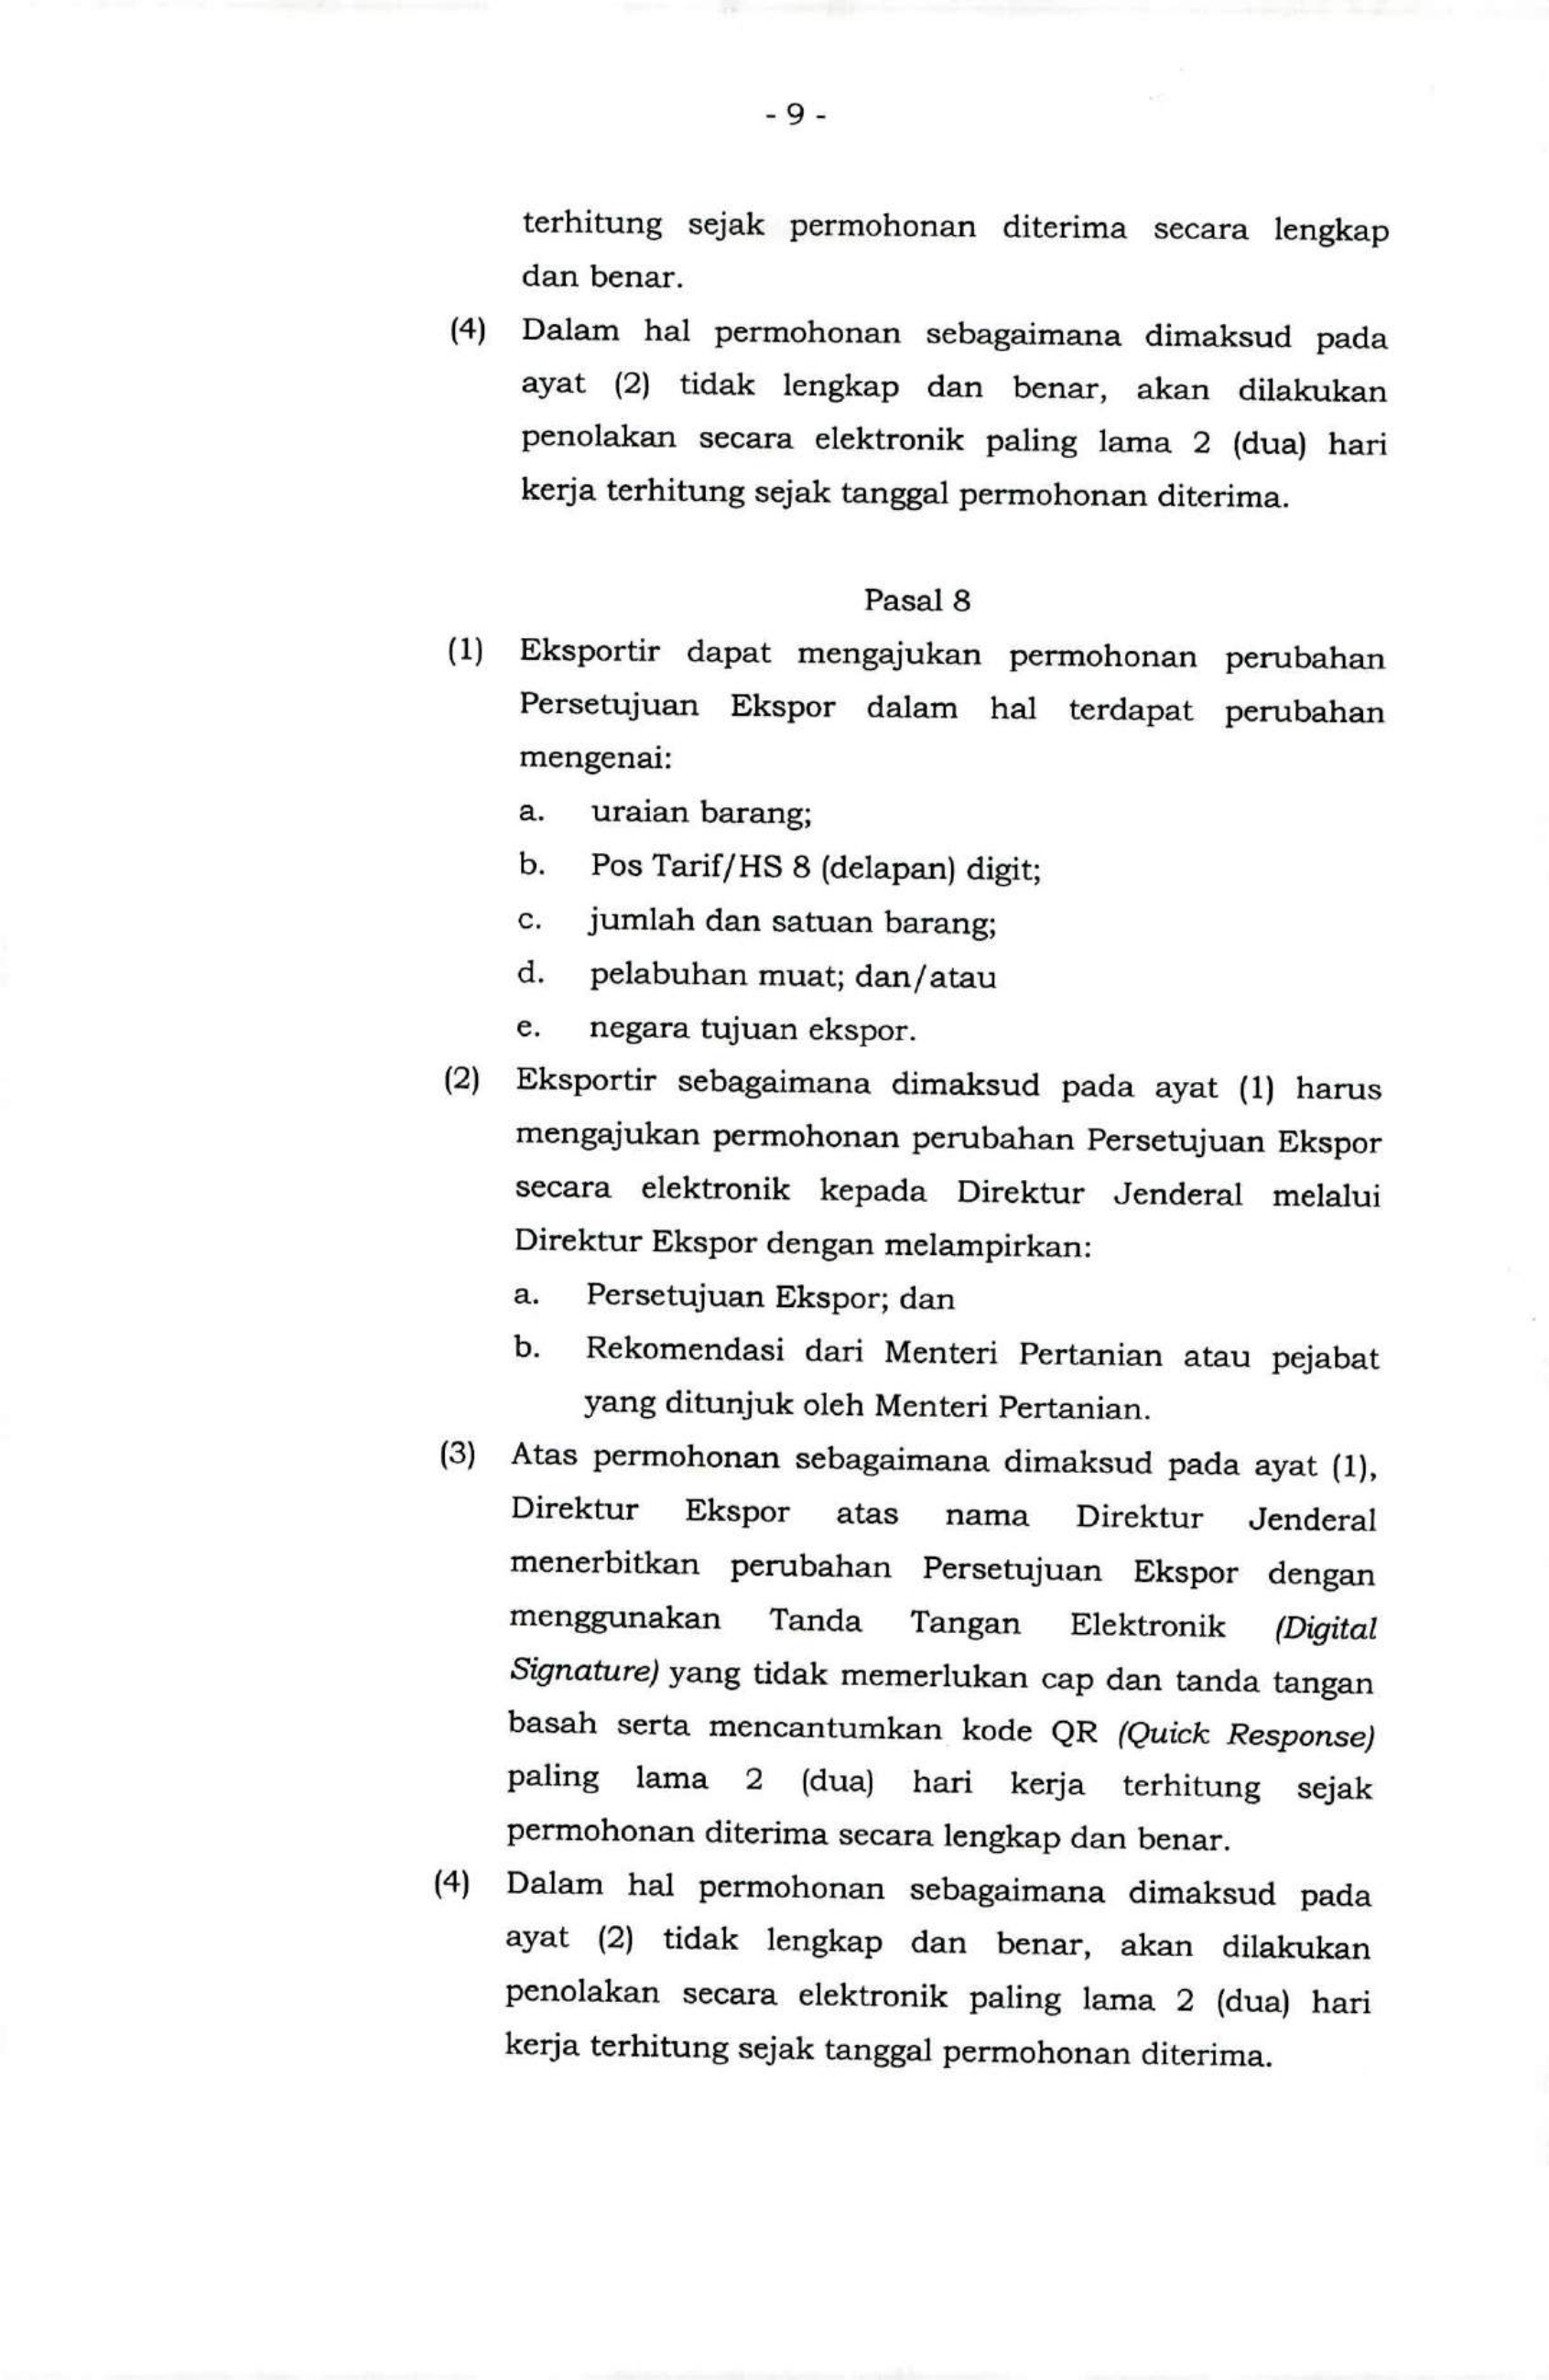 - 9 -
terhitung sejak permohonan diterima secara lengkap
dan benar.
(4) Dalam hal permohonan sebagaimana dimaksud pada
ayat (2) tidak lengkap dan benar, akan dilakukan
penolakan secara elektronik paling lama 2 (dua) hari
kerja terhitung sejak tanggal permohonan diterima.
Pasal 8
(1) Eksportir dapat mengajukan permohonan perubahan
Persetujuan Ekspor dalam hal terdapat perubahan
mengenai:
a. uraian barang;
b. Pos Tarif/HS 8 (delapan) digit;
c. jumlah dan satuan barang;
d. pelabuhan muat; dan/atau
e. negara tujuan ekspor.
(2) Eksportir sebagaimana dimaksud pada ayat (1) harus
mengajukan permohonan perubahan Persetujuan Ekspor
secara elektronik kepada Direktur Jenderal melalui
Direktur Ekspor dengan melampirkan:
a. Persetujuan Ekspor; dan
b. Rekomendasi dari Menteri Pertanian atau pejabat
yang ditunjuk oleh Menteri Pertanian.
(3) Atas permohonan sebagaimana dimaksud pada ayat (1),
Direktur Ekspor atas nama Direktur Jenderal
menerbitkan perubahan Persetujuan Ekspor dengan
menggunakan Tanda Tangan Elektronik (Digital
Signature) yang tidak memerlukan cap dan tanda tangan
basah serta mencantumkan kode QR (Quick Response)
paling lama 2 (dua) hari kerja terhitung sejak
permohonan diterima secara lengkap dan benar.
(4) Dalam hal permohonan sebagaimana dimaksud pada
ayat (2) tidak lengkap dan benar, akan dilakukan
penolakan secara elektronik paling lama 2 (dua) hari
kerja terhitung sejak tanggal permohonan diterima.